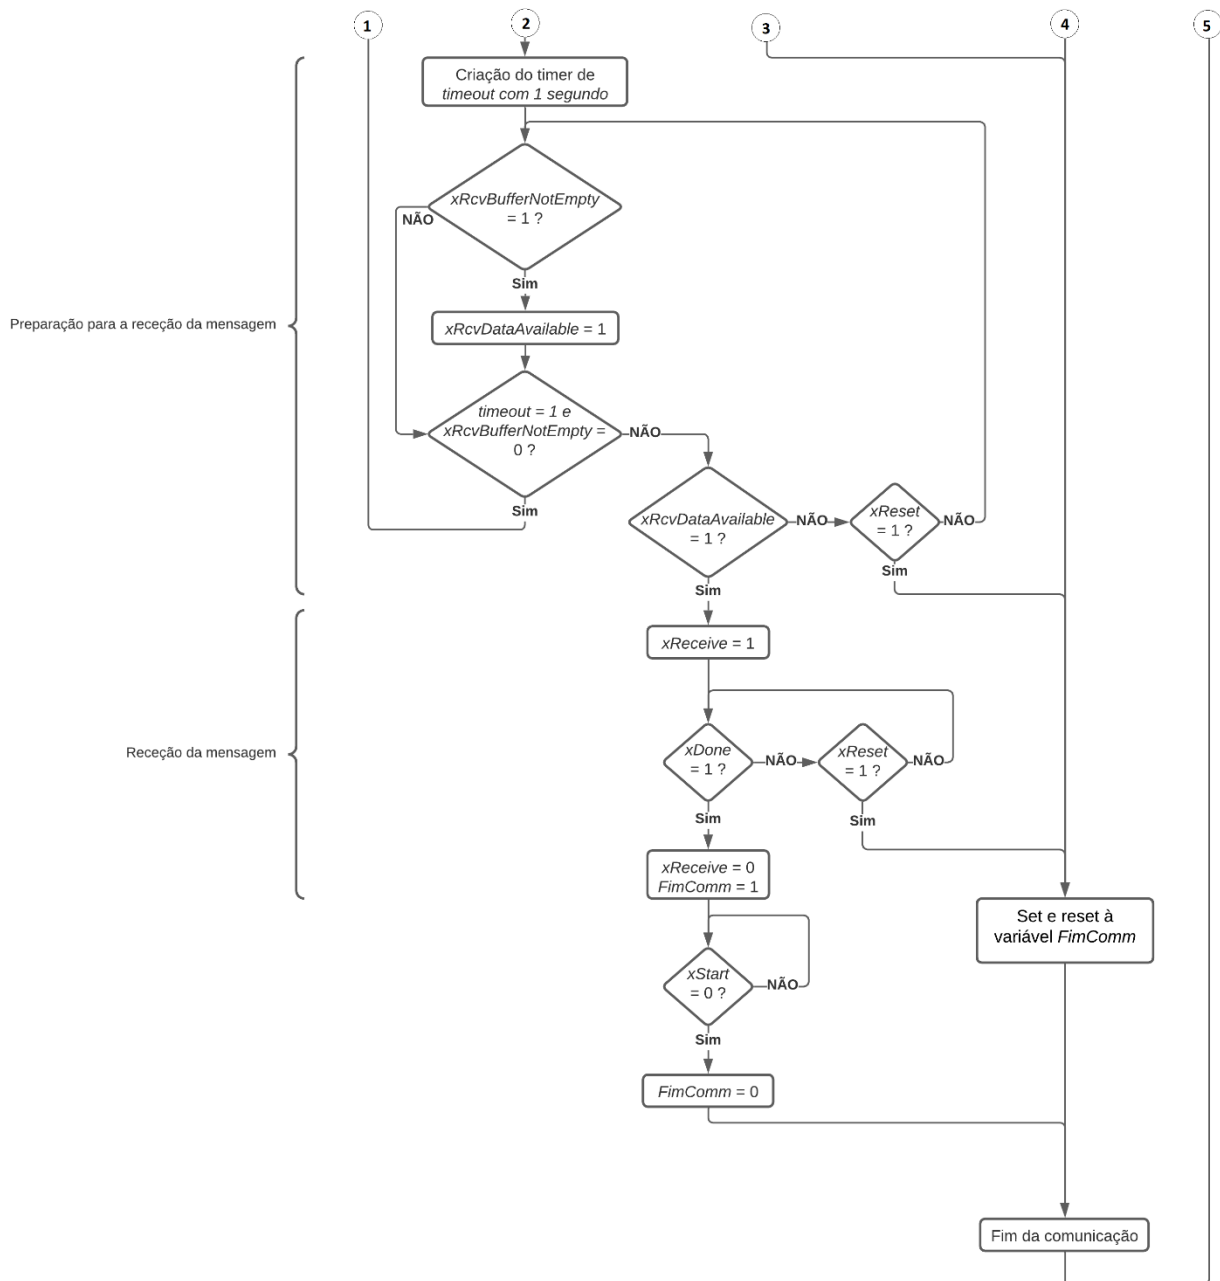 1
2
3
4
5
Criação do timer de
timeout com 1 segundo
xRcvBufferNotEmpty
= 1 ?
NÃO
Sim
Preparação para a receção da mensagem
xRcvDataAvailable = 1
timeout = 1 e
xRcvBufferNotEmpty =
0 ?
NÃO
Sim
xRcvDataAvailable
= 1 ?
NÃO
xReset
= 1 ?
NÃO
Sim
Sim
xReceive = 1
Receção da mensagem
xDone
= 1 ?
NÃO
xReset
= 1 ?
NÃO
Sim
Sim
xReceive = 0
FimComm = 1
Set e reset à
variável FimComm
xStart
= 0 ?
NÃO
Sim
FimComm = 0
Fim da comunicação